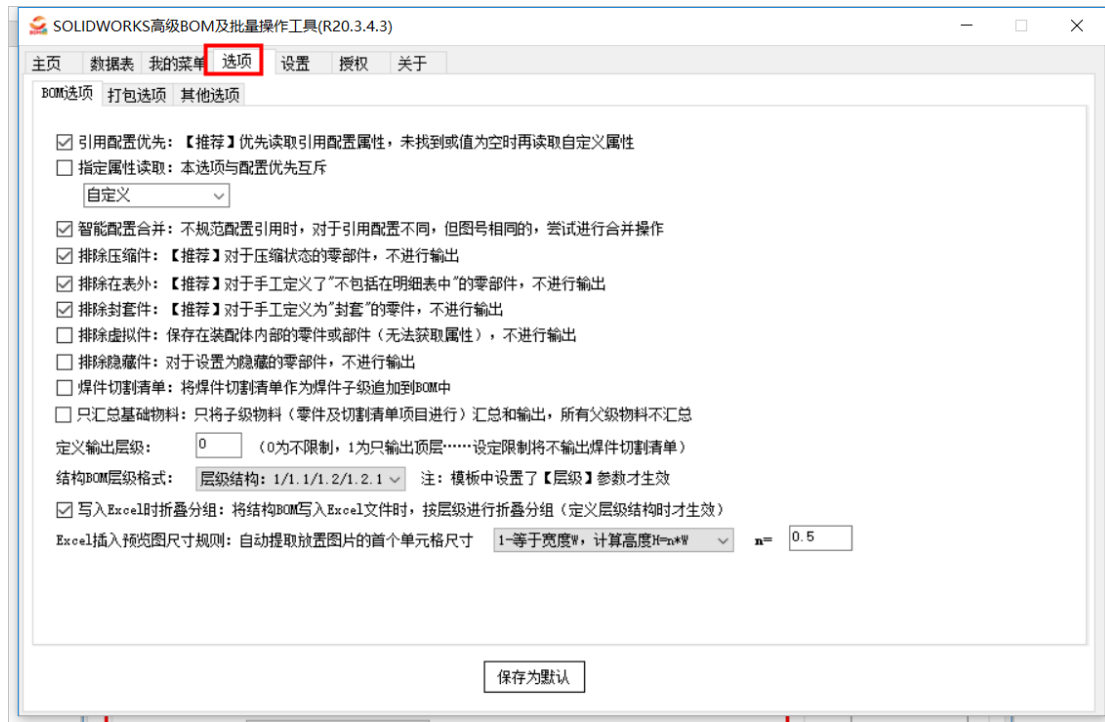 SOLIDWORKS高级BOM及批量操作工具(R20.3.4.3)
主页 数据表 我的菜单 选项 设置 授权 关于
BOM选项 打包选项 其他选项
引用配置优先：【推荐】优先读取引用配置属性，未找到或值为空时再读取自定义属性
指定属性读取：本选项与配置优先互斥
自定义
智能配置合并：不规范配置引用时，对于引用配置不同，但图号相同的，尝试进行合并操作
排除压缩件：【推荐】对于压缩状态的零部件，不进行输出
排除在表外：【推荐】对于手工定义了"不包括在明细表中"的零部件，不进行输出
排除封套件：【推荐】对于手工定义为"封套"的零件，不进行输出
排除虚拟件：保存在装配体内部的零件或部件（无法获取属性），不进行输出
排除隐藏件：对于设置为隐藏的零部件，不进行输出
焊件切割清单：将焊件切割清单作为焊件子级追加到BOM中
只汇总基础物料：只将子级物料（零件及切割清单项目进行）汇总和输出，所有父级物料不汇总
定义输出层级： 0 （0为不限制，1为只输出顶层……设定限制将不输出焊件切割清单）
结构BOM层级格式： 层级结构：1/1.1/1.2/1.2.1 注：模板中设置了【层级】参数才生效
写入Excel时折叠分组：将结构BOM写入Excel文件时，按层级进行折叠分组（定义层级结构时才生效）
Excel插入预览图尺寸规则：自动提取放置图片的首个单元格尺寸 1-等于宽度W，计算高度H=n*W n= 0.5
保存为默认